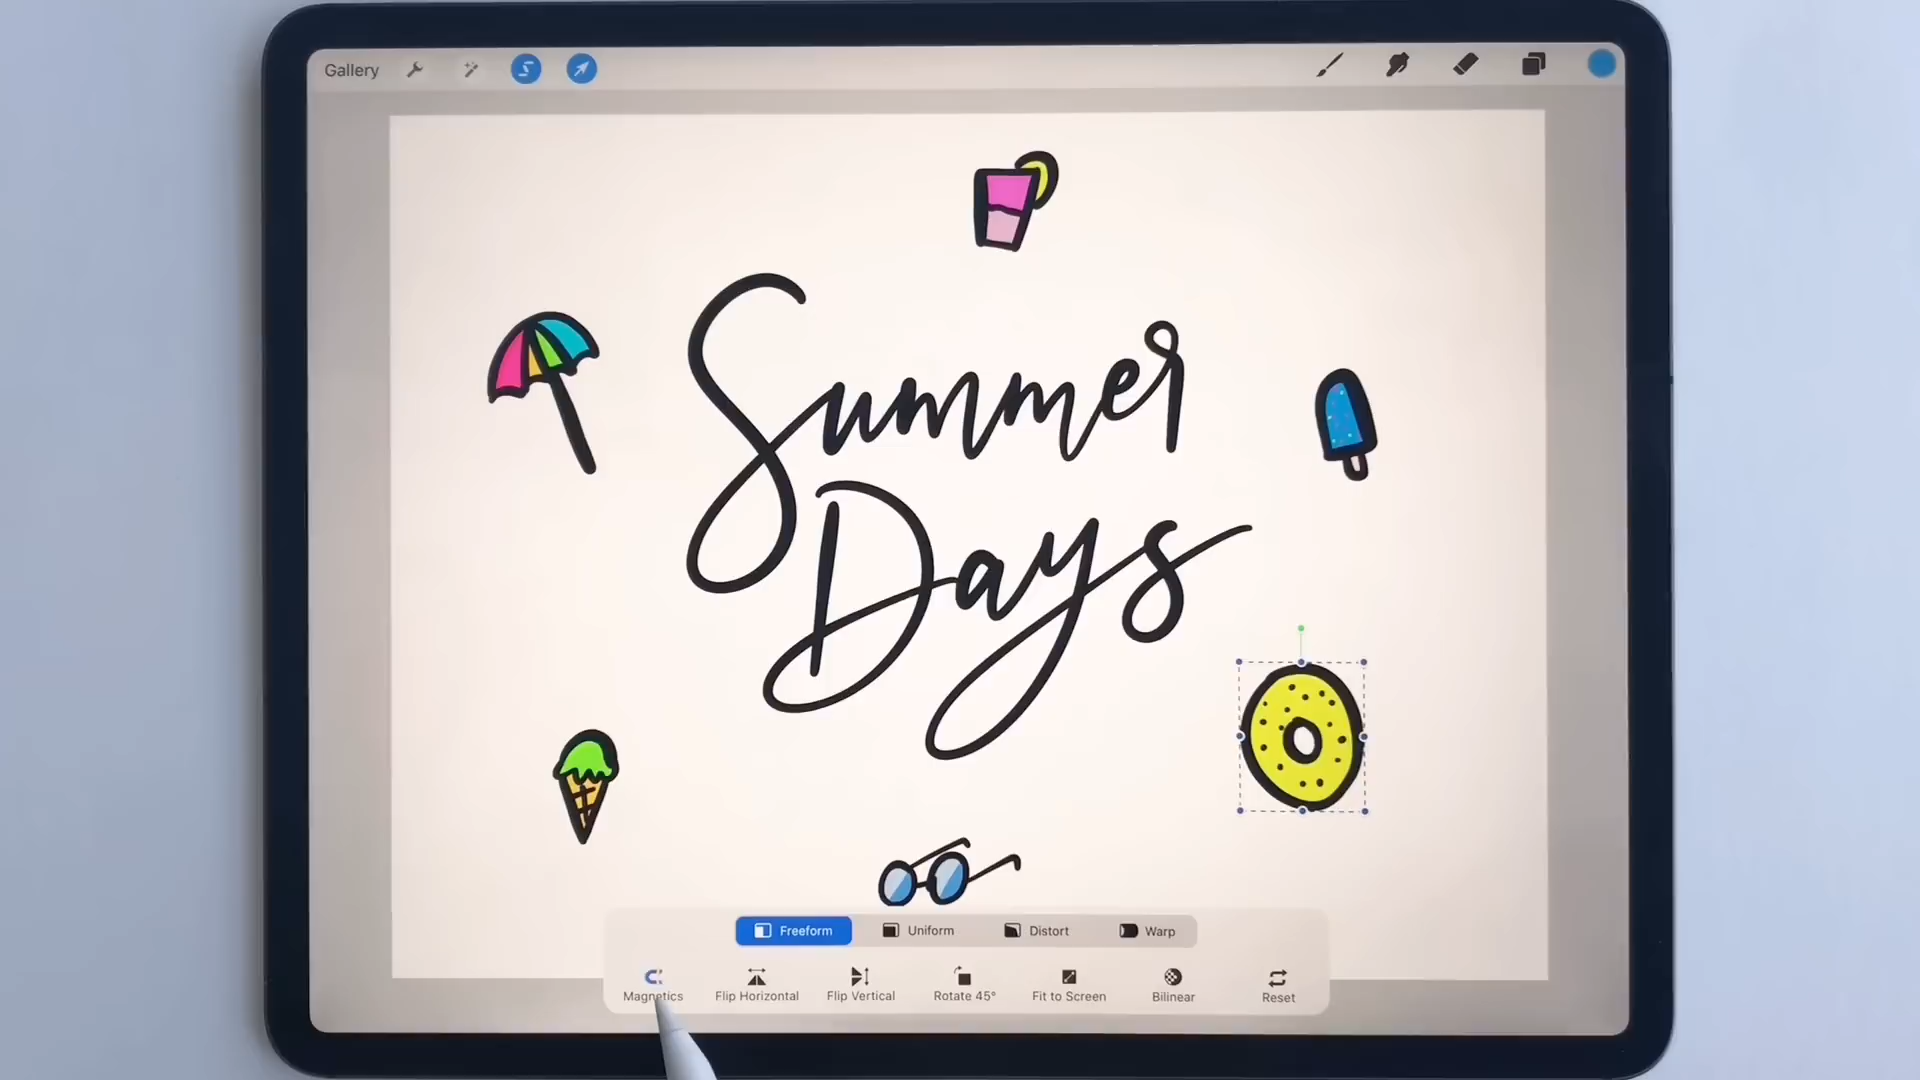 Gallery
Summer
Days
Freeform Uniform Distort Warp
Magnetics Flip Horizontal Flip Vertical Rotate 45° Fit to Screen Bilinear Reset